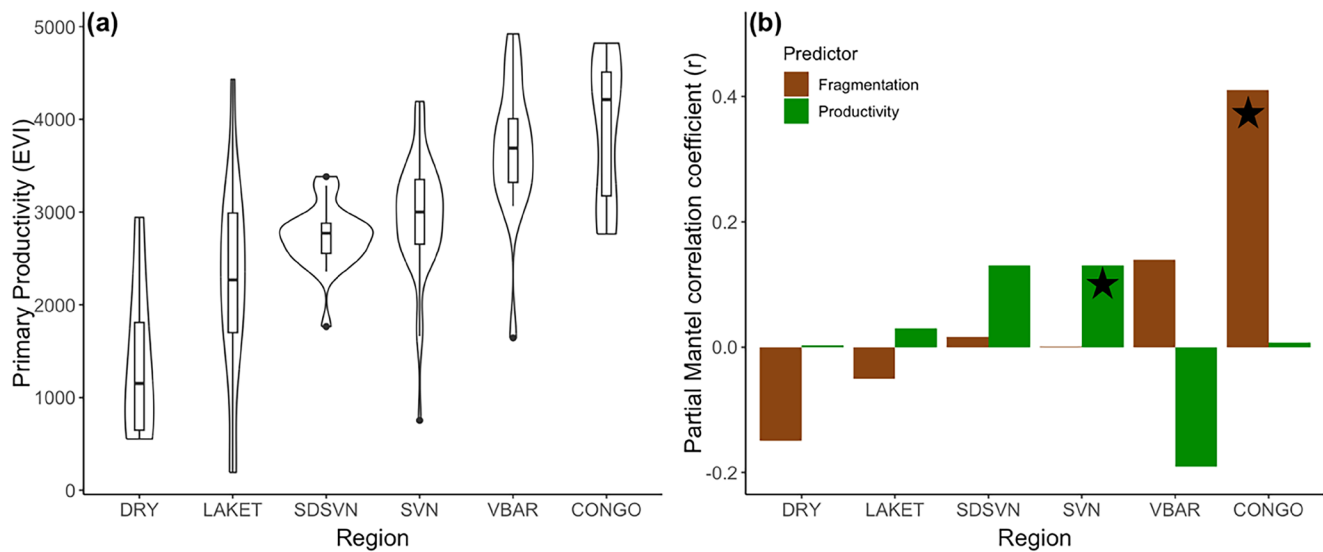 (a)
Primary Productivity (EVI)
5000
4000
3000
2000
1000
0
DRY LAKET SDSVN SVN VBAR CONGO
Region
(b)
Partial Mantel correlation coefficient (r)
Predictor
Fragmentation
Productivity
0.4
0.2
0.0
-0.2
DRY LAKET SDSVN SVN VBAR CONGO
Region